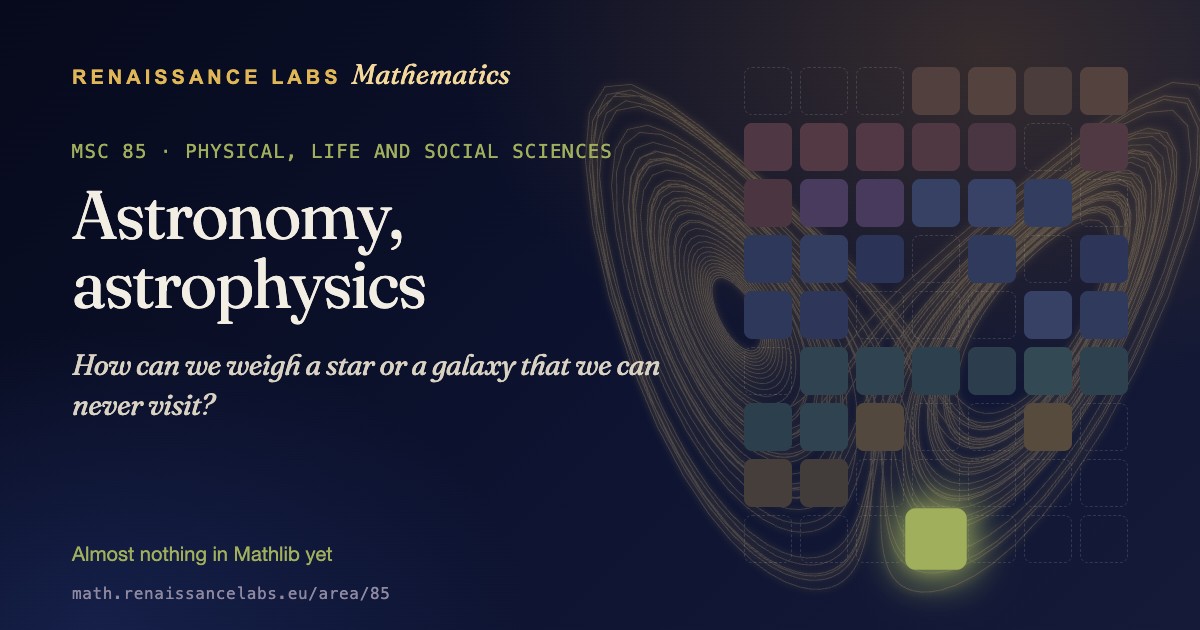 RENAISSANCE LABS Mathematics
MSC 85 · PHYSICAL, LIFE AND SOCIAL SCIENCES
Astronomy,
astrophysics
How can we weigh a star or a galaxy that we can
never visit?
Almost nothing in Mathlib yet
math.renaissancelabs.eu/area/85